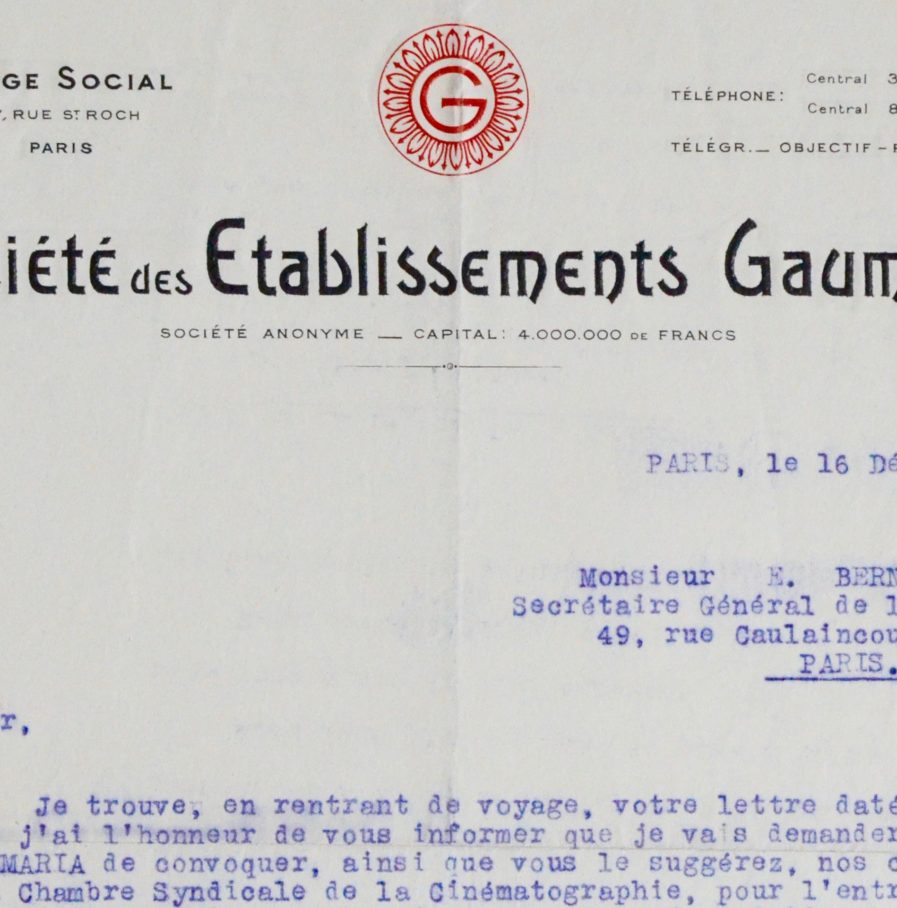 GE SOCIAL
, RUE ST ROCH
PARIS
G
TÉLÉPHONE:
Central 3
Central 8
TÉLÉGR.— OBJECTIF - P
iété des Etablissements Gaum
SOCIÉTÉ ANONYME — CAPITAL: 4.000.000 DE FRANCS
PARIS, le 16 Dé
Monsieur E. BERN
Secrétaire Général de l
49, rue Caulaincou
PARIS.
r,
Je trouve, en rentrant de voyage, votre lettre daté
j'ai l'honneur de vous informer que je vais demander
MARIA de convoquer, ainsi que vous le suggérez, nos c
Chambre Syndicale de la Cinématographie, pour l'entr